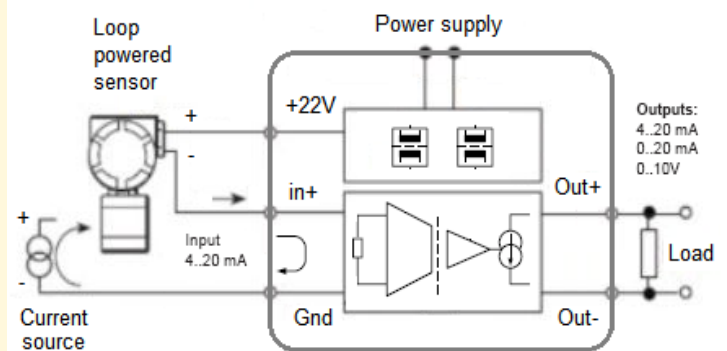 Loop
powered
sensor
Power supply
+
-
+22V
Outputs:
4..20 mA
0..20 mA
0..10V
in+
Out+
+
-
Input
4..20 mA
Load
Current
source
Gnd
Out-